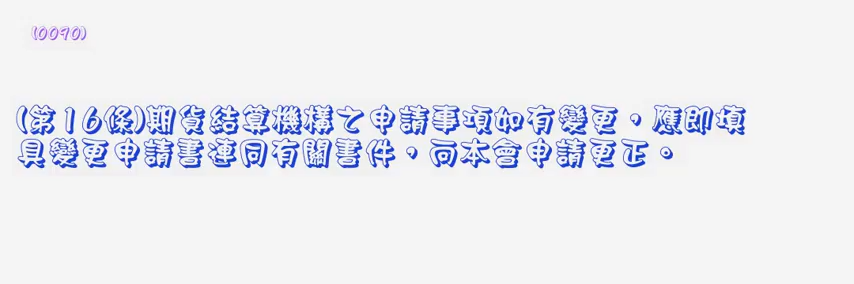 (0090)
(第16條)期貨結算機構之申請事項如有變更，應即填
具變更申請書連同有關書件，向本會申請更正。